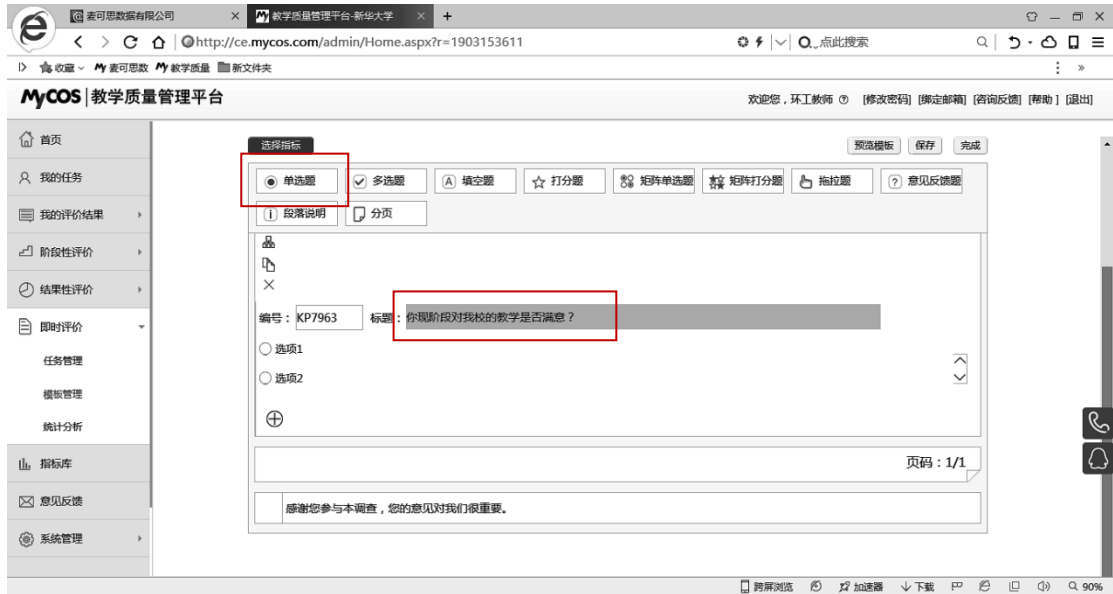 麦可思数据有限公司
教学质量管理平台-新华大学
http://ce.mycos.com/admin/Home.aspx?r=1903153611
点此搜索
收藏 麦可思数 教学质量 新文件夹
MyCOS 教学质量管理平台
欢迎您，环工教师 [修改密码] [绑定邮箱] [咨询反馈] [帮助] [退出]
首页
我的任务
我的评价结果
阶段性评价
结果性评价
即时评价
任务管理
模板管理
统计分析
指标库
意见反馈
系统管理
选择指标
预览模板 保存 完成
单选题 多选题 填空题 打分题 矩阵单选题 矩阵打分题 拖拉题 意见反馈题
段落说明 分页
编号：KP7963 标题：你现阶段对我校的教学是否满意？
选项1
选项2
页码：1/1
感谢您参与本调查，您的意见对我们很重要。
跨屏浏览 加速器 下载 90%